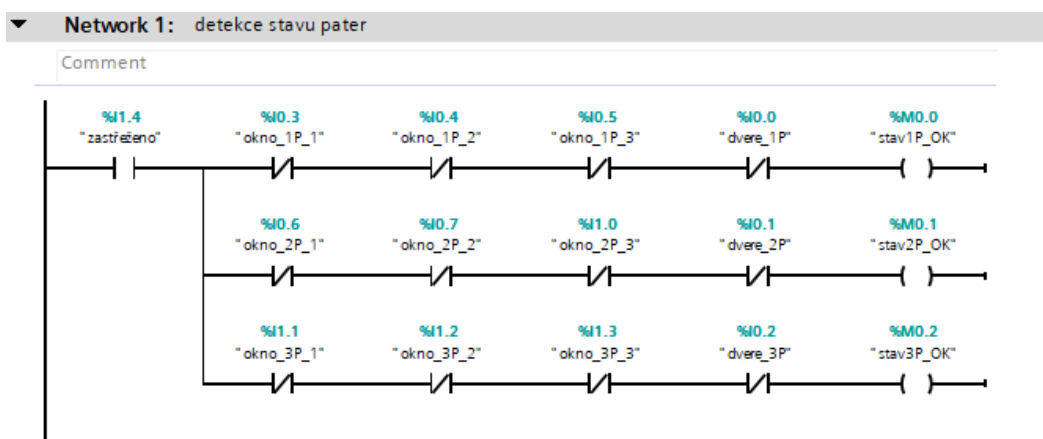 Network 1: detekce stavu pater
Comment
%I1.4 %I0.3 %I0.4 %I0.5 %I0.0 %M0.0
"zastřeženo" "okno_1P_1" "okno_1P_2" "okno_1P_3" "dvere_1P" "stav1P_OK"
%I0.6 %I0.7 %I1.0 %I0.1 %M0.1
"okno_2P_1" "okno_2P_2" "okno_2P_3" "dvere_2P" "stav2P_OK"
%I1.1 %I1.2 %I1.3 %I0.2 %M0.2
"okno_3P_1" "okno_3P_2" "okno_3P_3" "dvere_3P" "stav3P_OK"